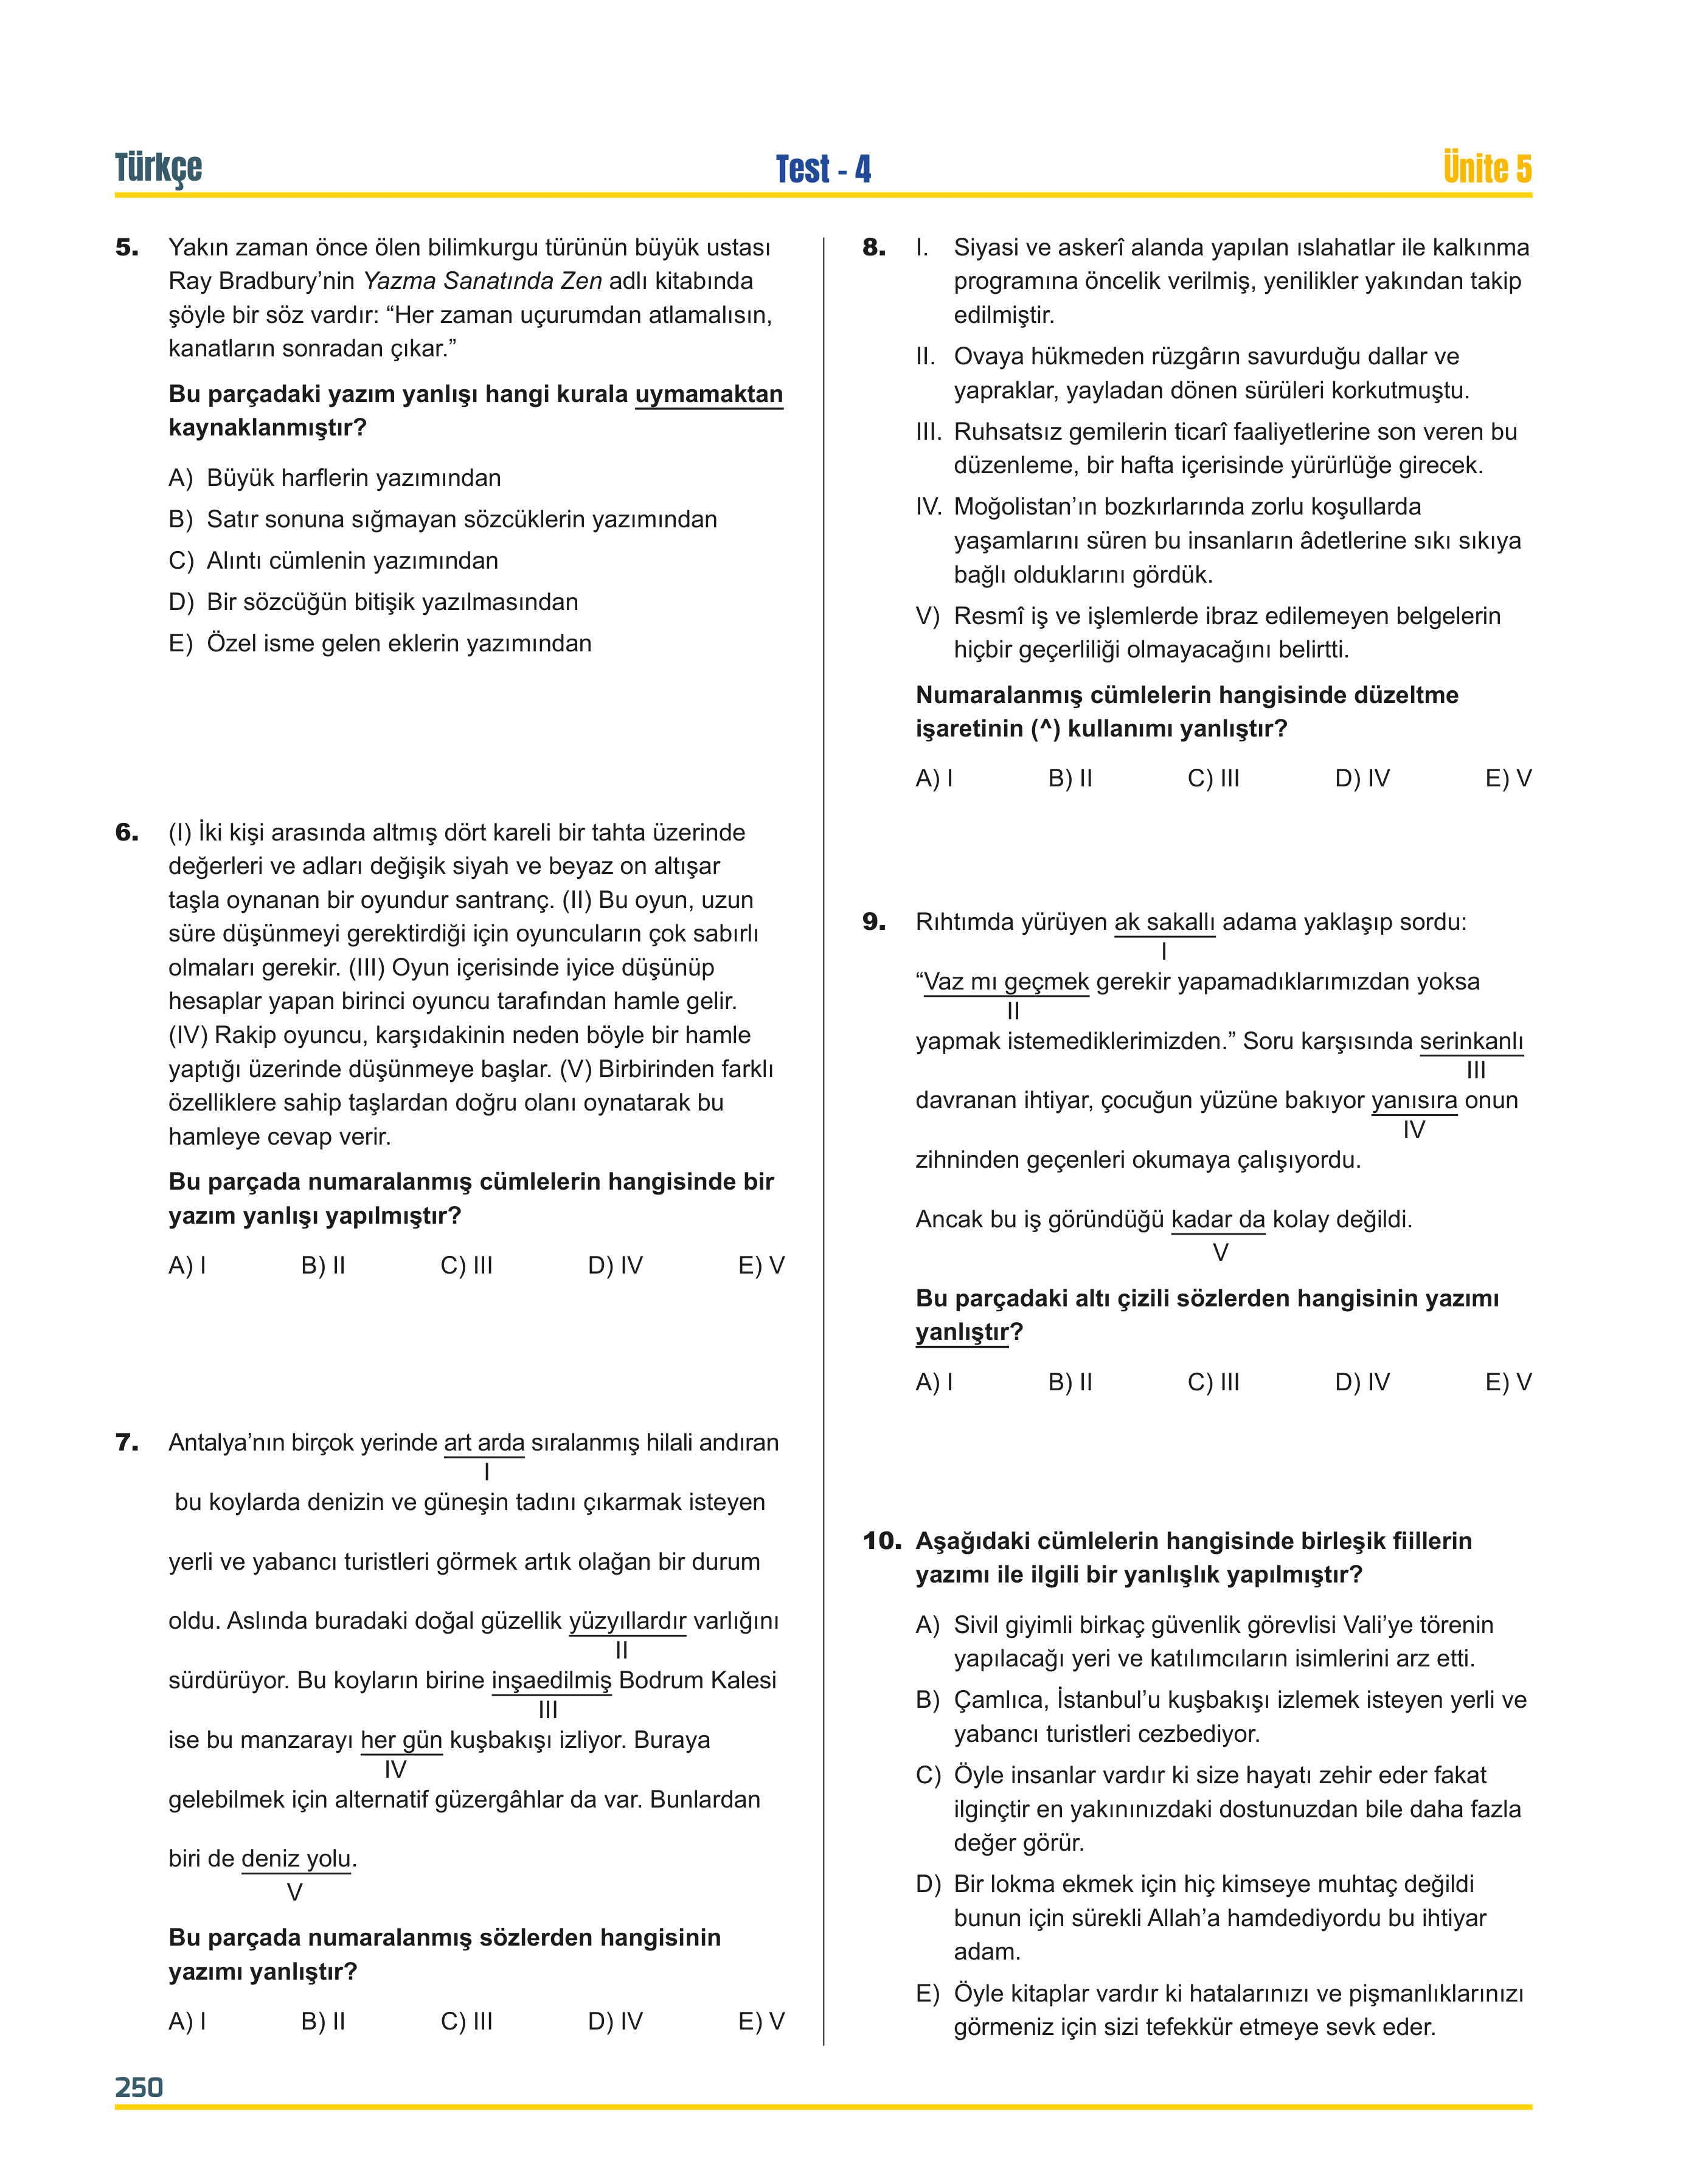 Türkçe
Test - 4
Ünite 5
5. Yakın zaman önce ölen bilimkurgu türünün büyük ustası
Ray Bradbury’nin Yazma Sanatında Zen adlı kitabında
şöyle bir söz vardır: “Her zaman uçurumdan atlamalısın,
kanatların sonradan çıkar.”
Bu parçadaki yazım yanlışı hangi kurala uymamaktan
kaynaklanmıştır?
A) Büyük harflerin yazımından
B) Satır sonuna sığmayan sözcüklerin yazımından
C) Alıntı cümlenin yazımından
D) Bir sözcüğün bitişik yazılmasından
E) Özel isme gelen eklerin yazımından
6. (I) İki kişi arasında altmış dört kareli bir tahta üzerinde
değerleri ve adları değişik siyah ve beyaz on altışar
taşla oynanan bir oyundur santranç. (II) Bu oyun, uzun
süre düşünmeyi gerektirdiği için oyuncuların çok sabırlı
olmaları gerekir. (III) Oyun içerisinde iyice düşünüp
hesaplar yapan birinci oyuncu tarafından hamle gelir.
(IV) Rakip oyuncu, karşıdakinin neden böyle bir hamle
yaptığı üzerinde düşünmeye başlar. (V) Birbirinden farklı
özelliklere sahip taşlardan doğru olanı oynatarak bu
hamleye cevap verir.
Bu parçada numaralanmış cümlelerin hangisinde bir
yazım yanlışı yapılmıştır?
A) I B) II C) III D) IV E) V
7. Antalya’nın birçok yerinde art arda sıralanmış hilali andıran
I
bu koylarda denizin ve güneşin tadını çıkarmak isteyen
yerli ve yabancı turistleri görmek artık olağan bir durum
oldu. Aslında buradaki doğal güzellik yüzyıllardır varlığını
II
sürdürüyor. Bu koyların birine inşaedilmiş Bodrum Kalesi
III
ise bu manzarayı her gün kuşbakışı izliyor. Buraya
IV
gelebilmek için alternatif güzergâhlar da var. Bunlardan
biri de deniz yolu.
V
Bu parçada numaralanmış sözlerden hangisinin
yazımı yanlıştır?
A) I B) II C) III D) IV E) V
8. I. Siyasi ve askerî alanda yapılan ıslahatlar ile kalkınma
programına öncelik verilmiş, yenilikler yakından takip
edilmiştir.
II. Ovaya hükmeden rüzgârın savurduğu dallar ve
yapraklar, yayladan dönen sürüleri korkutmuştu.
III. Ruhsatsız gemilerin ticarî faaliyetlerine son veren bu
düzenleme, bir hafta içerisinde yürürlüğe girecek.
IV. Moğolistan’ın bozkırlarında zorlu koşullarda
yaşamlarını süren bu insanların âdetlerine sıkı sıkıya
bağlı olduklarını gördük.
V) Resmî iş ve işlemlerde ibraz edilemeyen belgelerin
hiçbir geçerliliği olmayacağını belirtti.
Numaralanmış cümlelerin hangisinde düzeltme
işaretinin (^) kullanımı yanlıştır?
A) I B) II C) III D) IV E) V
9. Rıhtımda yürüyen ak sakallı adama yaklaşıp sordu:
I
“Vaz mı geçmek gerekir yapamadıklarımızdan yoksa
II
yapmak istemediklerimizden.” Soru karşısında serinkanlı
III
davranan ihtiyar, çocuğun yüzüne bakıyor yanısıra onun
IV
zihninden geçenleri okumaya çalışıyordu.
Ancak bu iş göründüğü kadar da kolay değildi.
V
Bu parçadaki altı çizili sözlerden hangisinin yazımı
yanlıştır?
A) I B) II C) III D) IV E) V
10. Aşağıdaki cümlelerin hangisinde birleşik fiillerin
yazımı ile ilgili bir yanlışlık yapılmıştır?
A) Sivil giyimli birkaç güvenlik görevlisi Vali’ye törenin
yapılacağı yeri ve katılımcıların isimlerini arz etti.
B) Çamlıca, İstanbul’u kuşbakışı izlemek isteyen yerli ve
yabancı turistleri cezbediyor.
C) Öyle insanlar vardır ki size hayatı zehir eder fakat
ilginçtir en yakınınızdaki dostunuzdan bile daha fazla
değer görür.
D) Bir lokma ekmek için hiç kimseye muhtaç değildi
bunun için sürekli Allah’a hamdediyordu bu ihtiyar
adam.
E) Öyle kitaplar vardır ki hatalarınızı ve pişmanlıklarınızı
görmeniz için sizi tefekkür etmeye sevk eder.
250